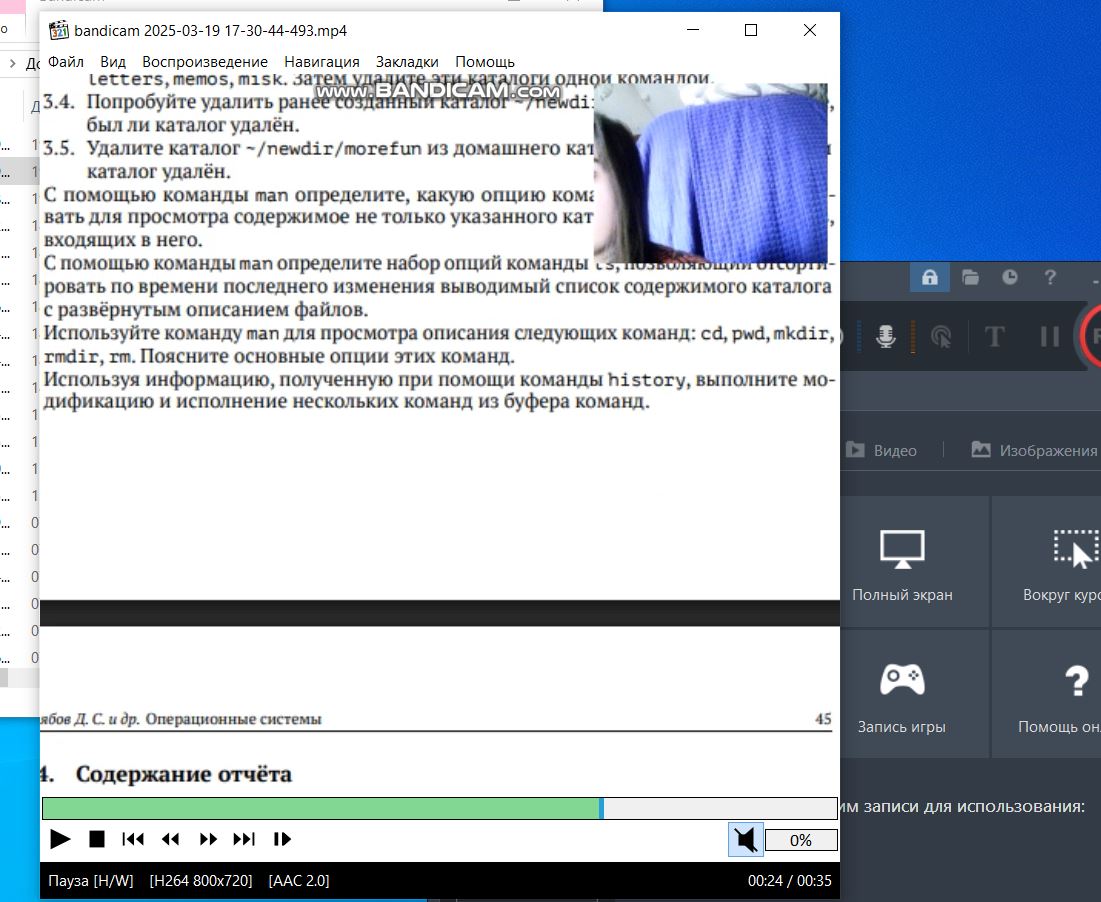 bandicam 2025-03-19 17-30-44-493.mp4
Файл Вид Воспроизведение Навигация Закладки Помощь
letters, memos, misk. Затем удалите эти каталоги одной командой.
www.BANDICAM.com
3.4. Попробуйте удалить ранее созданный каталог ~/newdi
был ли каталог удалён.
3.5. Удалите каталог ~/newdir/morefun из домашнего кат
каталог удалён.
С помощью команды man определите, какую опцию кома
вать для просмотра содержимое не только указанного кат
входящих в него.
С помощью команды man определите набор опций команды ls, позволяющий отсорти-
ровать по времени последнего изменения выводимый список содержимого каталога
с развёрнутым описанием файлов.
Используйте команду man для просмотра описания следующих команд: cd, pwd, mkdir,
rmdir, rm. Поясните основные опции этих команд.
Используя информацию, полученную при помощи команды history, выполните мо-
дификацию и исполнение нескольких команд из буфера команд.
ябов Д. С. и др. Операционные системы 45
4. Содержание отчёта
0%
Пауза [H/W] [H264 800x720] [AAC 2.0] 00:24 / 00:35
Видео Изображения
Полный экран Вокруг курс
Запись игры Помощь он
им записи для использования: